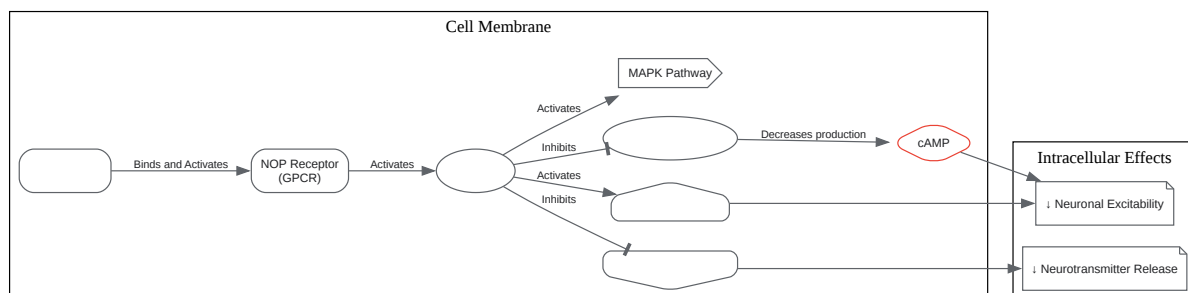 Cell Membrane
MAPK Pathway
Activates
Decreases production
cAMP
Inhibits
Binds and Activates
NOP Receptor
(GPCR)
Activates
Activates
Inhibits
Intracellular Effects
↓ Neuronal Excitability
↓ Neurotransmitter Release